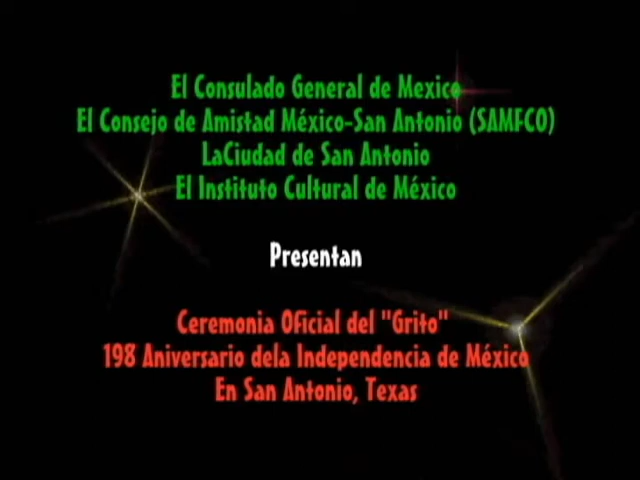 El Consulado General de Mexico
El Consejo de Amistad México-San Antonio (SAMFCO)
LaCiudad de San Antonio
El Instituto Cultural de México
Presentan
Ceremonia Oficial del "Grito"
198 Aniversario dela Independencia de México
En San Antonio, Texas